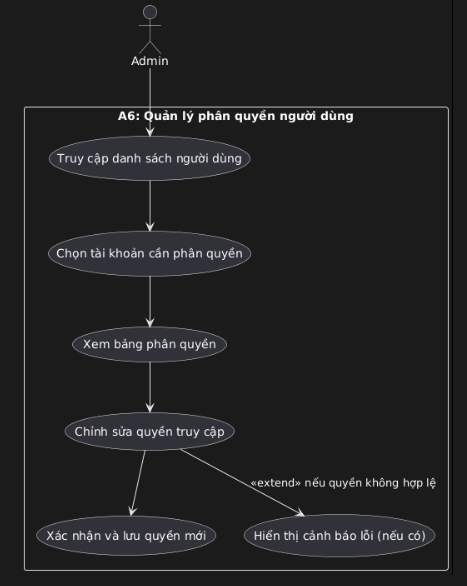 Admin
A6: Quản lý phân quyền người dùng
Truy cập danh sách người dùng
Chọn tài khoản cần phân quyền
Xem bảng phân quyền
Chỉnh sửa quyền truy cập
«extend» nếu quyền không hợp lệ
Xác nhận và lưu quyền mới
Hiển thị cảnh báo lỗi (nếu có)